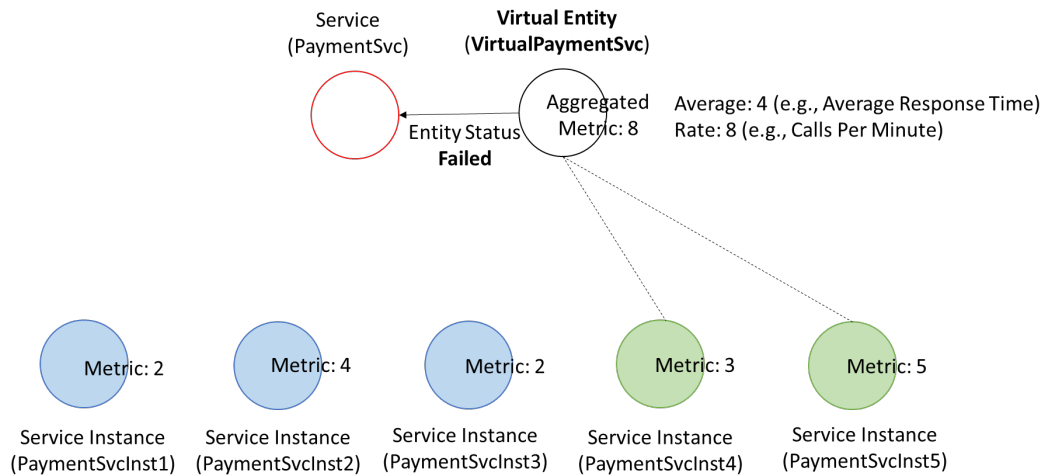 Service
(PaymentSvc)
Virtual Entity
(VirtualPaymentSvc)
Aggregated
Metric: 8
Average: 4 (e.g., Average Response Time)
Rate: 8 (e.g., Calls Per Minute)
Entity Status
Failed
Metric: 2
Metric: 4
Metric: 2
Metric: 3
Metric: 5
Service Instance
(PaymentSvcInst1)
Service Instance
(PaymentSvcInst2)
Service Instance
(PaymentSvcInst3)
Service Instance
(PaymentSvcInst4)
Service Instance
(PaymentSvcInst5)